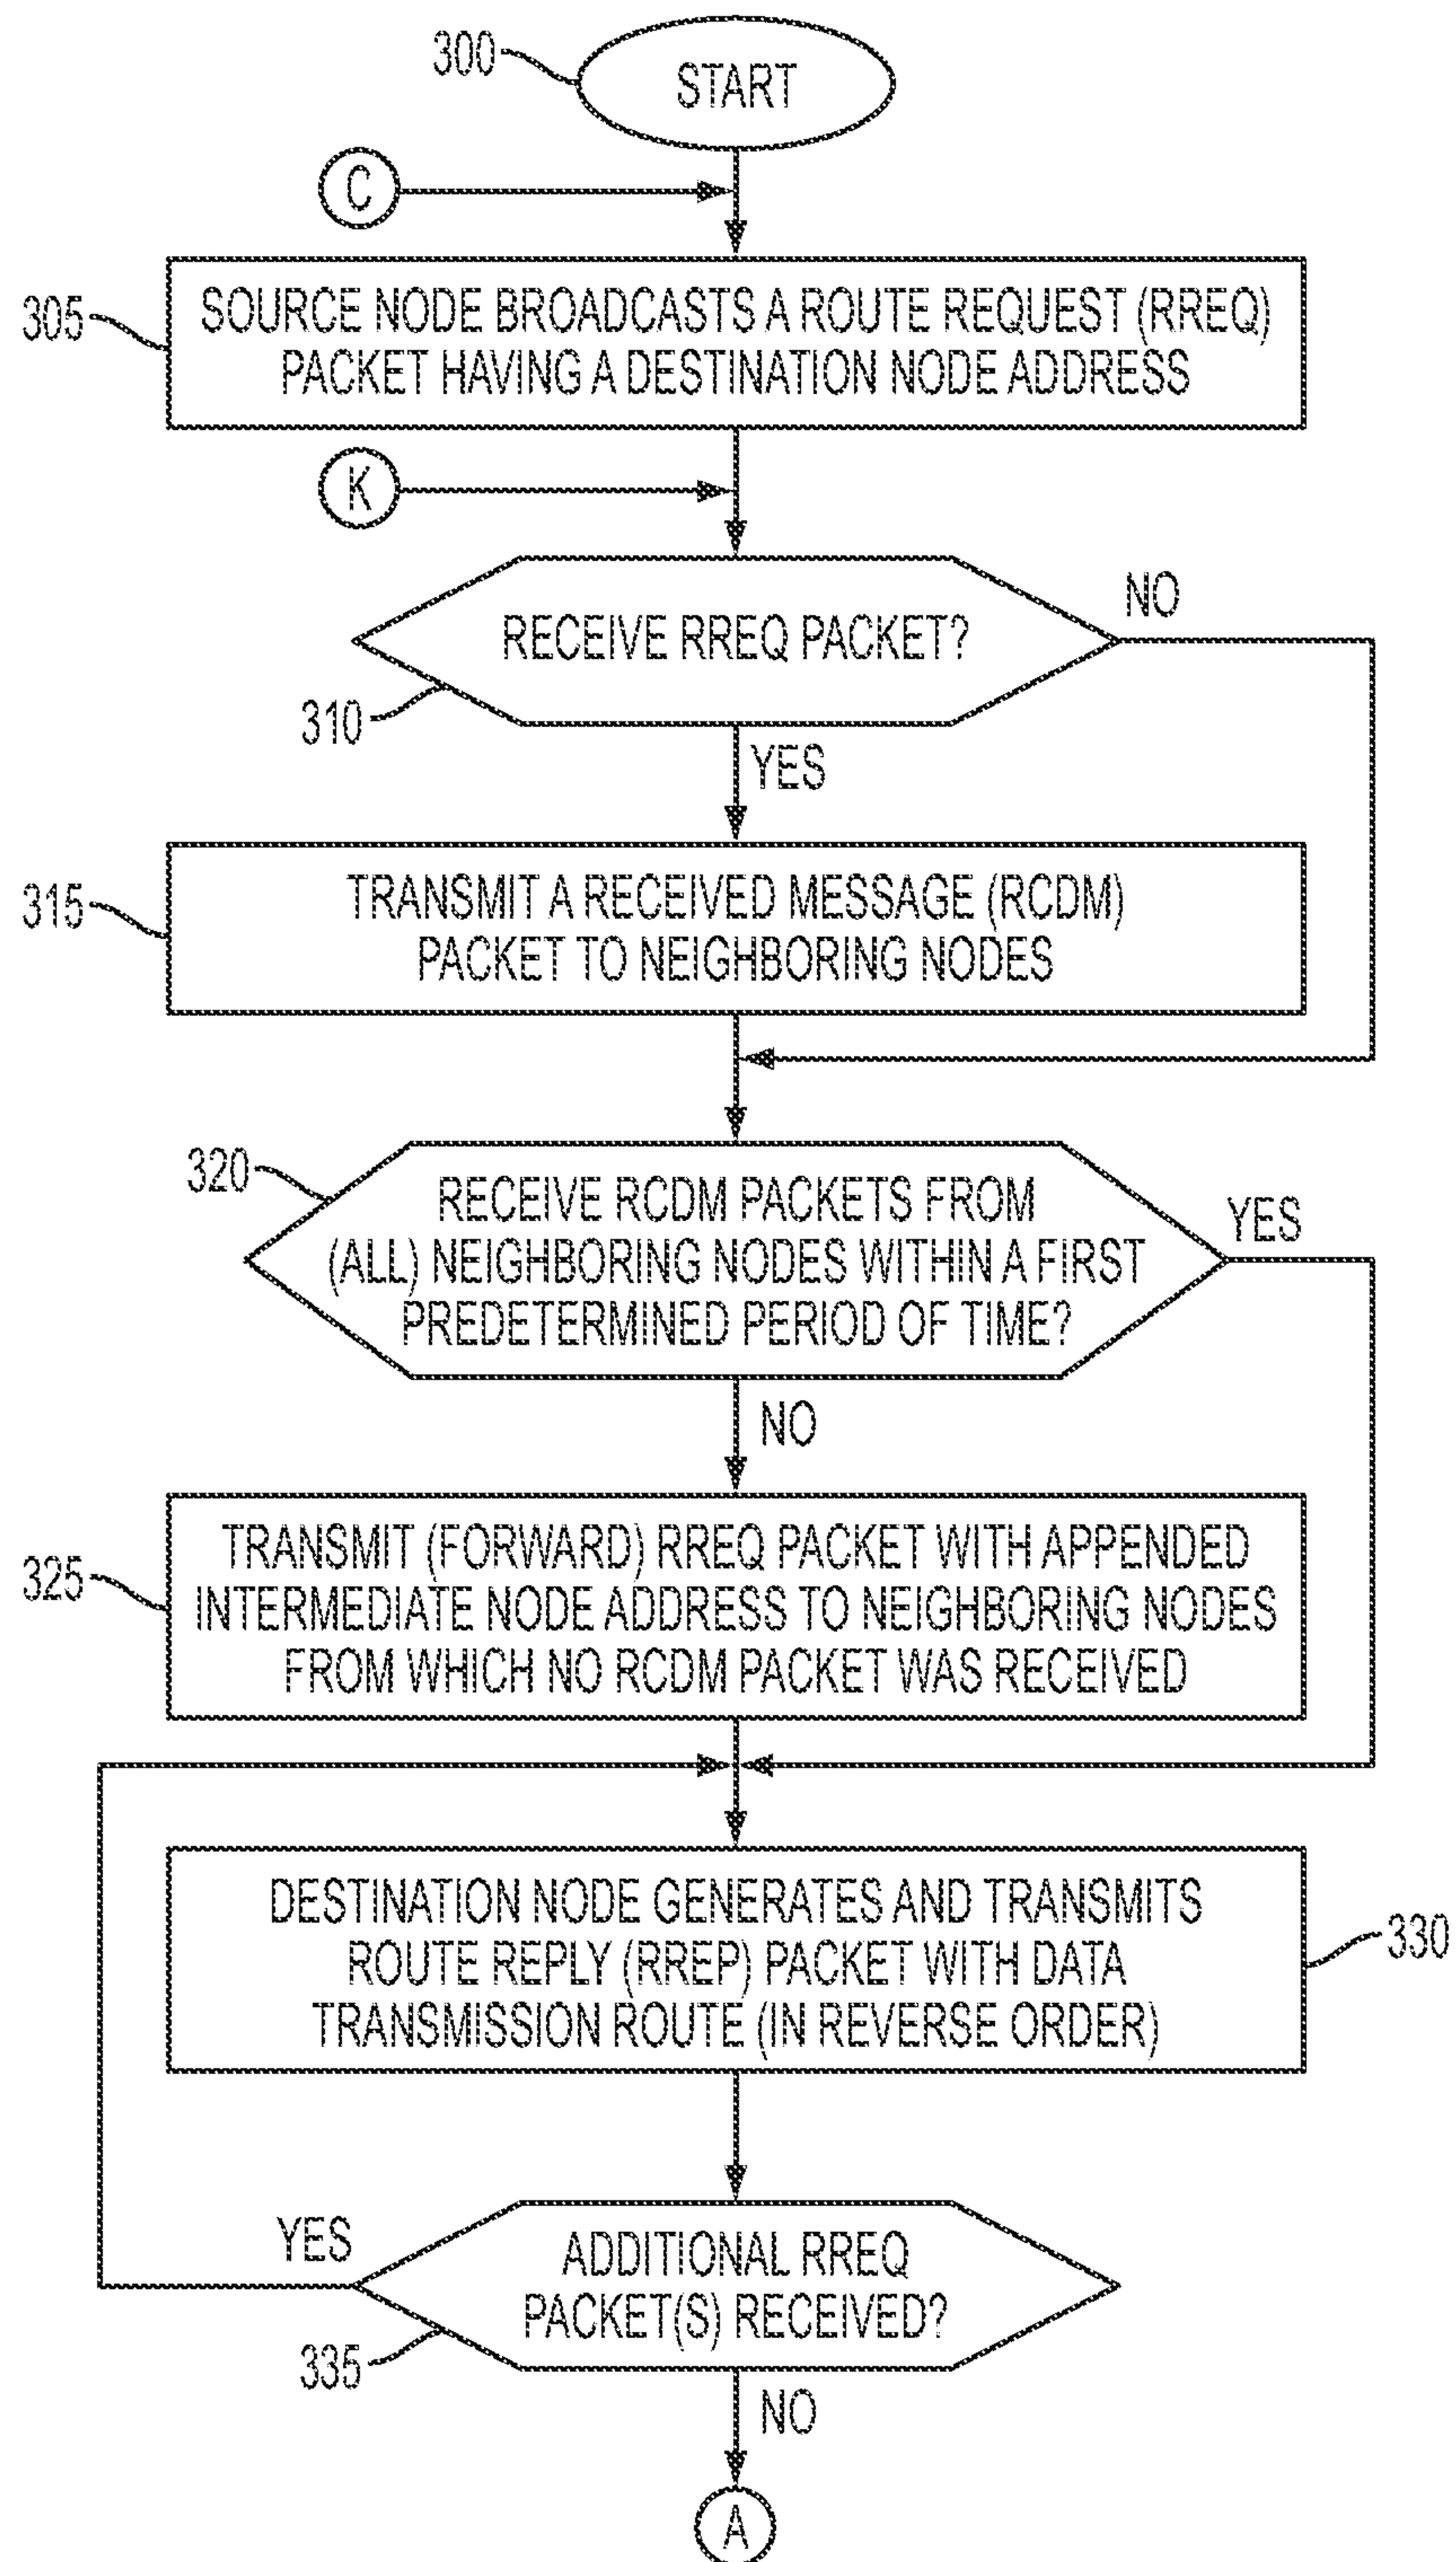 300
START
C
305
SOURCE NODE BROADCASTS A ROUTE REQUEST (RREQ)
PACKET HAVING A DESTINATION NODE ADDRESS
K
NO
RECEIVE RREQ PACKET?
310
YES
315
TRANSMIT A RECEIVED MESSAGE (RCDM)
PACKET TO NEIGHBORING NODES
320
RECEIVE RCDM PACKETS FROM
(ALL) NEIGHBORING NODES WITHIN A FIRST
PREDETERMINED PERIOD OF TIME?
YES
NO
325
TRANSMIT (FORWARD) RREQ PACKET WITH APPENDED
INTERMEDIATE NODE ADDRESS TO NEIGHBORING NODES
FROM WHICH NO RCDM PACKET WAS RECEIVED
DESTINATION NODE GENERATES AND TRANSMITS
ROUTE REPLY (RREP) PACKET WITH DATA
TRANSMISSION ROUTE (IN REVERSE ORDER)
330
YES
ADDITIONAL RREQ
PACKET(S) RECEIVED?
335
NO
A